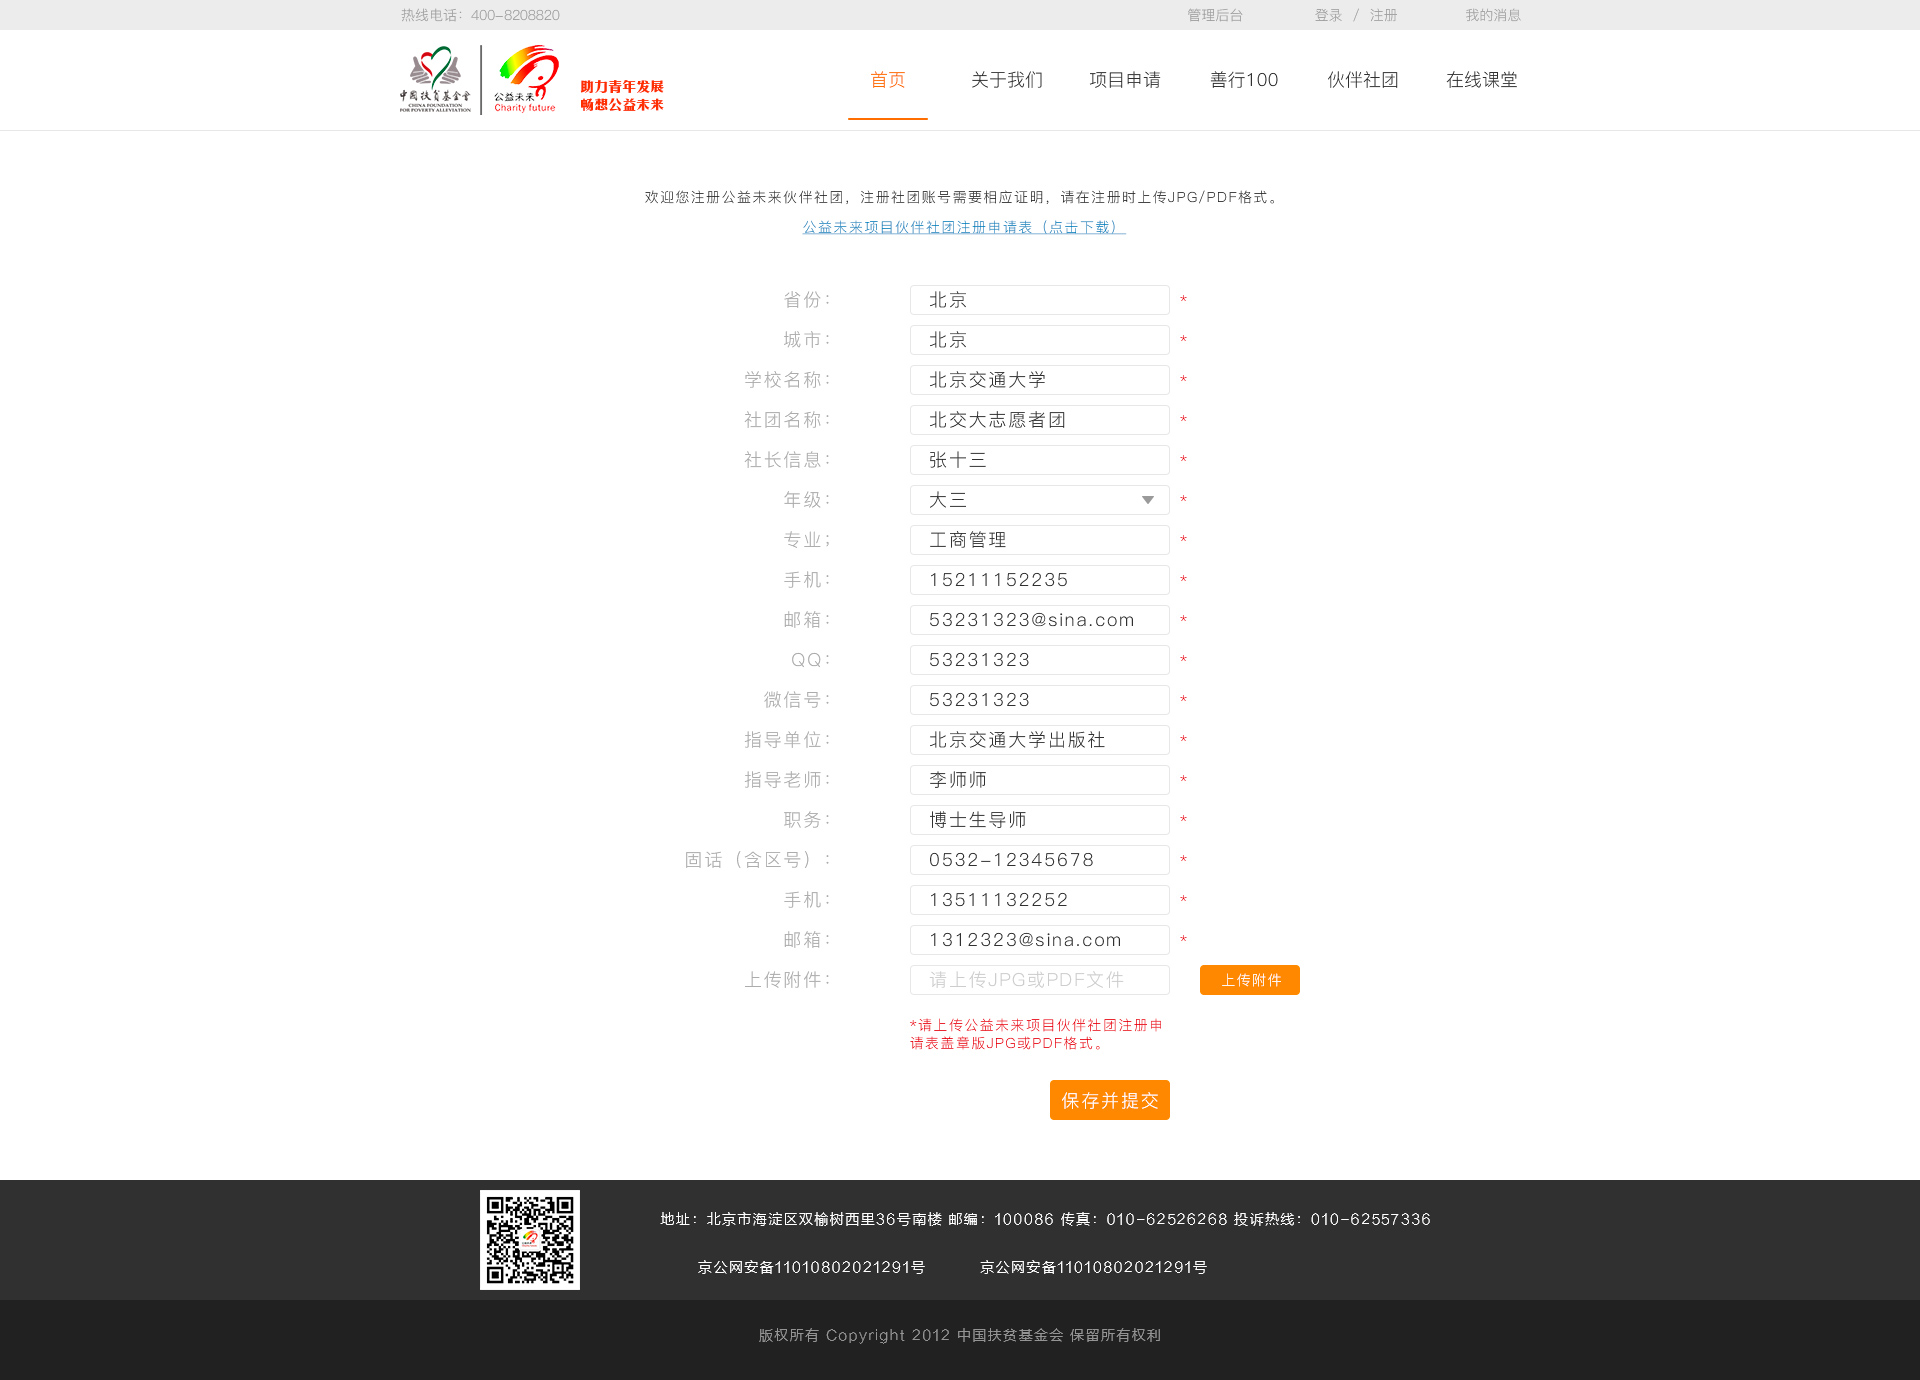 热线电话：400-8208820
管理后台
登录 / 注册
我的消息
中国扶贫基金会
CHINA FOUNDATION
FOR POVERTY ALLEVIATION
公益未来
Charity future
助力青年发展
畅想公益未来
首页
关于我们
项目申请
善行100
伙伴社团
在线课堂
欢迎您注册公益未来伙伴社团，注册社团账号需要相应证明，请在注册时上传JPG/PDF格式。
公益未来项目伙伴社团注册申请表（点击下载）
省份： 北京 *
城市： 北京 *
学校名称： 北京交通大学 *
社团名称： 北交大志愿者团 *
社长信息： 张十三 *
年级： 大三 *
专业； 工商管理 *
手机： 15211152235 *
邮箱： 53231323@sina.com *
QQ： 53231323 *
微信号： 53231323 *
指导单位： 北京交通大学出版社 *
指导老师： 李师师 *
职务： 博士生导师 *
固话（含区号）： 0532-12345678 *
手机： 13511132252 *
邮箱： 1312323@sina.com *
上传附件： 请上传JPG或PDF文件 上传附件
*请上传公益未来项目伙伴社团注册申
请表盖章版JPG或PDF格式。
保存并提交
地址：北京市海淀区双榆树西里36号南楼 邮编：100086 传真：010-62526268 投诉热线：010-62557336
京公网安备11010802021291号 京公网安备11010802021291号
版权所有 Copyright 2012 中国扶贫基金会 保留所有权利